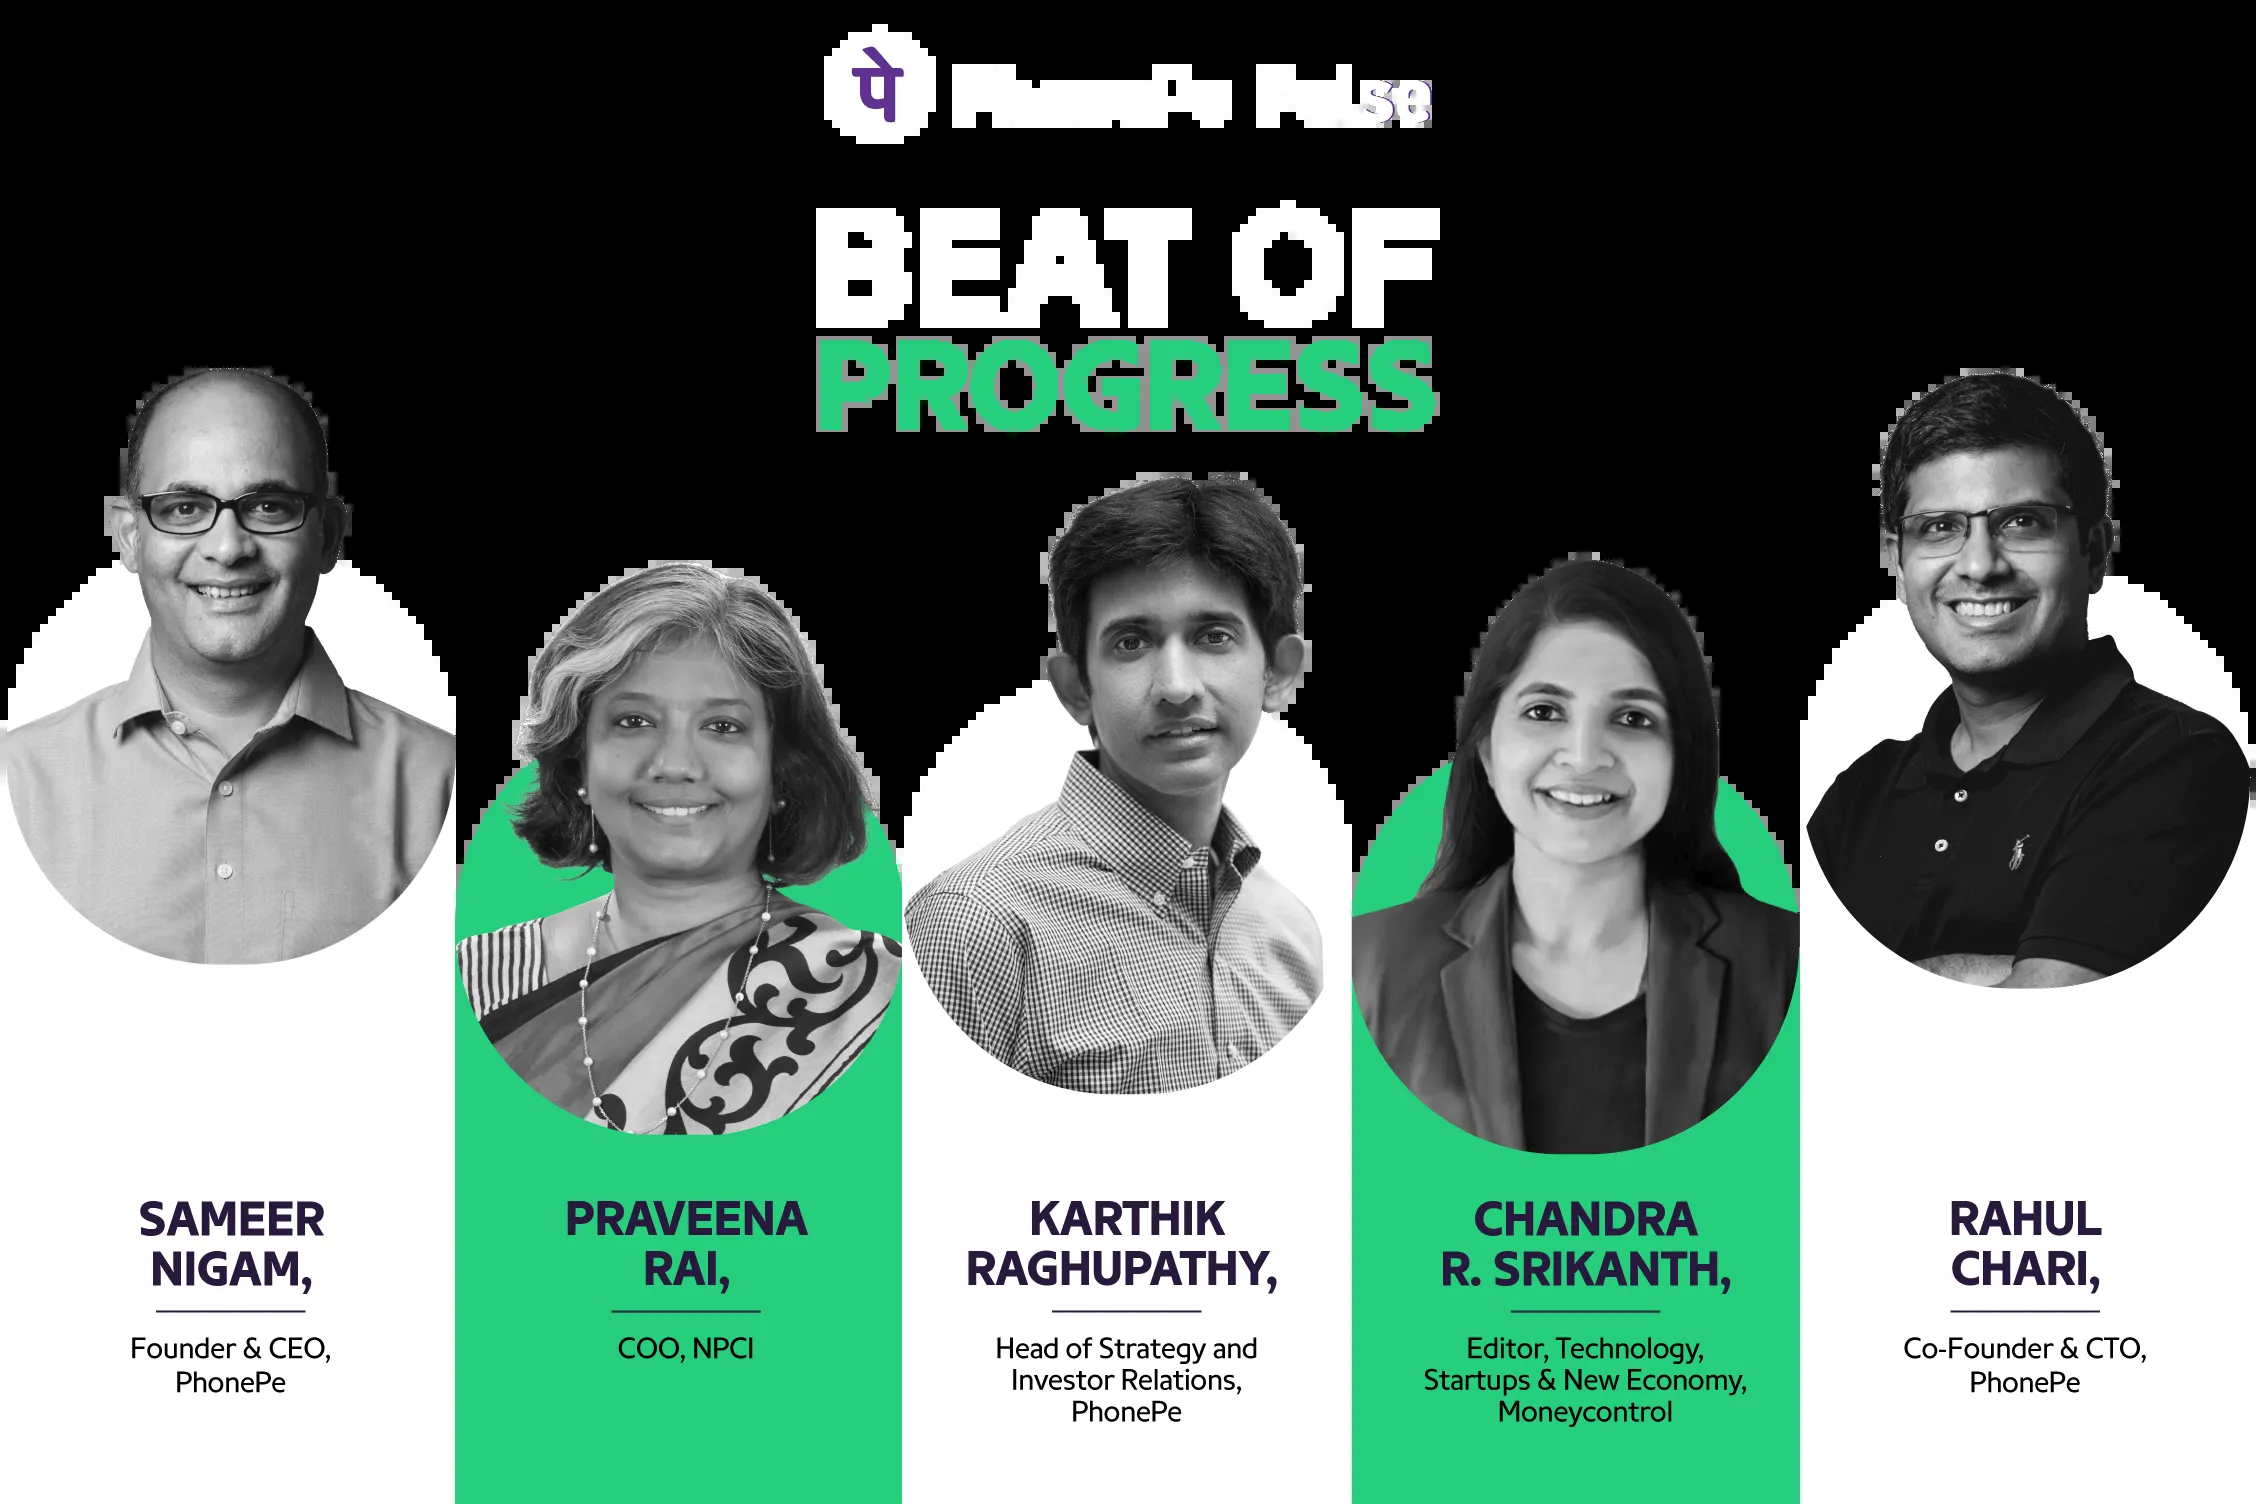 पे PhonePe Pulse
BEAT OF
PROGRESS
SAMEER
NIGAM,
Founder & CEO,
PhonePe
PRAVEENA
RAI,
COO, NPCI
KARTHIK
RAGHUPATHY,
Head of Strategy and
Investor Relations,
PhonePe
CHANDRA
R. SRIKANTH,
Editor, Technology,
Startups & New Economy,
Moneycontrol
RAHUL
CHARI,
Co-Founder & CTO,
PhonePe